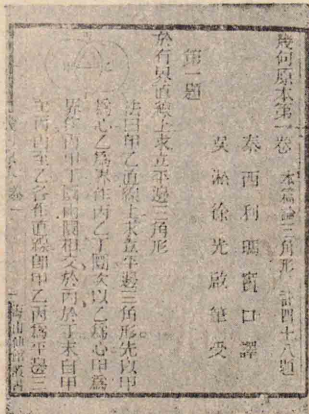 幾何原本第一卷 本篇論三角形 計四十八題
泰西利瑪竇口譯
吳淞徐光啟筆受
第一題
於有界直線上求立平邊三角形
法曰甲乙直線上求立平邊三角形先以甲
為心乙為界作丙乙丁圜次以乙為心甲為
界作丙甲丁圜兩圜相交於丙於丁末自甲
至丙丙至乙各作直線即甲乙丙為平邊三
海山仙館叢書